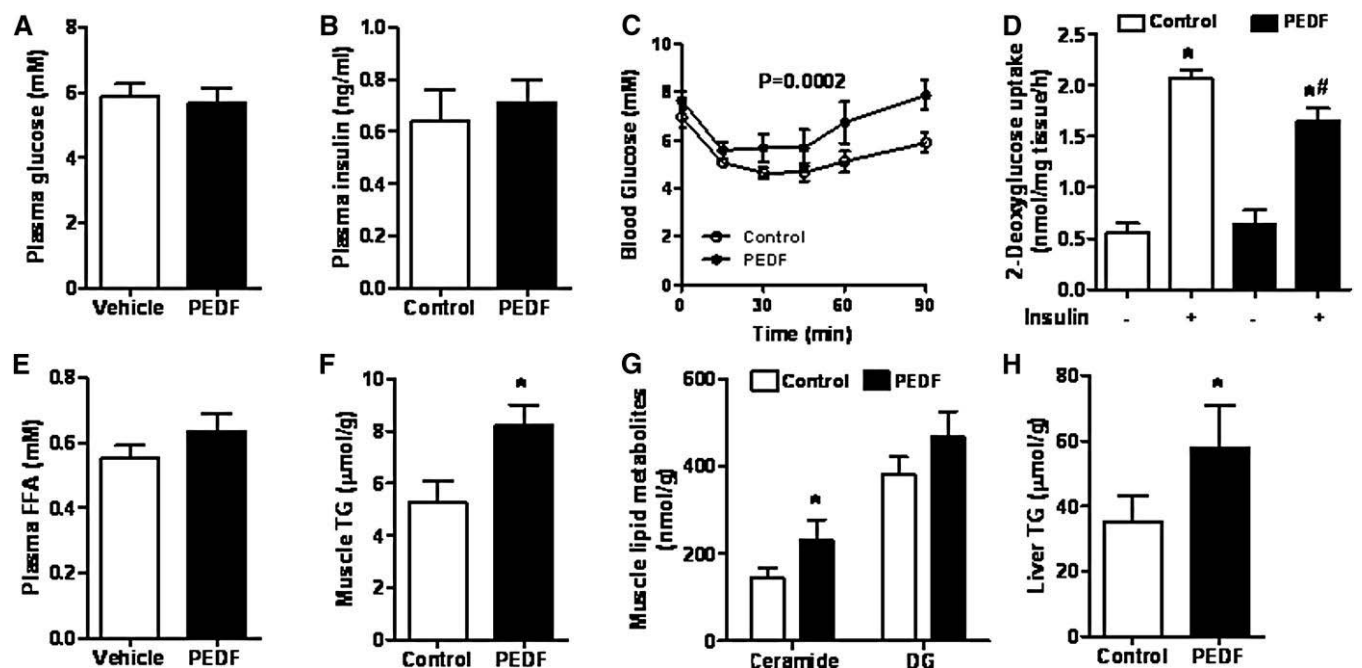 A
Plasma glucose (mM)
8
6
4
2
0
Vehicle PEDF
B
Plasma insulin (ng/ml)
1.0
0.8
0.6
0.4
0.2
0.0
Control PEDF
C
Blood Glucose (mM)
10
8
6
4
2
0
P=0.0002
Control
PEDF
0 30 60 90
Time (min)
D
Control PEDF
2-Deoxyglucose uptake
(nmol/mg tissue/h)
2.5
2.0
1.5
1.0
0.5
0.0
*
*#
Insulin - + - +
E
Plasma FFA (mM)
0.8
0.6
0.4
0.2
0.0
Vehicle PEDF
F
Muscle TG (μmol/g)
10
8
6
4
2
0
*
Control PEDF
G
Control PEDF
Muscle lipid metabolites
(nmol/g)
600
400
200
0
*
Ceramide DG
H
Liver TG (μmol/g)
80
60
40
20
0
*
Control PEDF